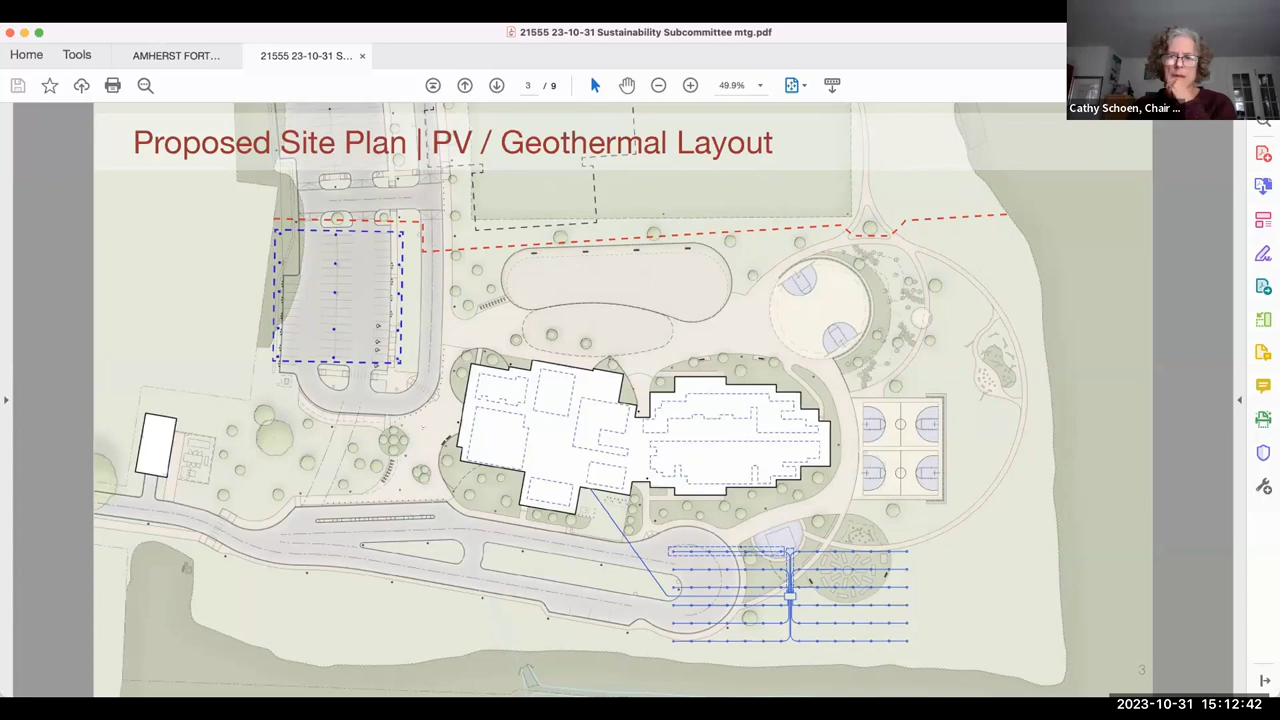 21555 23-10-31 Sustainability Subcommittee mtg.pdf
Home Tools AMHERST FORT... 21555 23-10-31 S... ×
3 / 9 49.9%
Cathy Schoen, Chair ...
Proposed Site Plan | PV / Geothermal Layout
3
2023-10-31 15:12:42